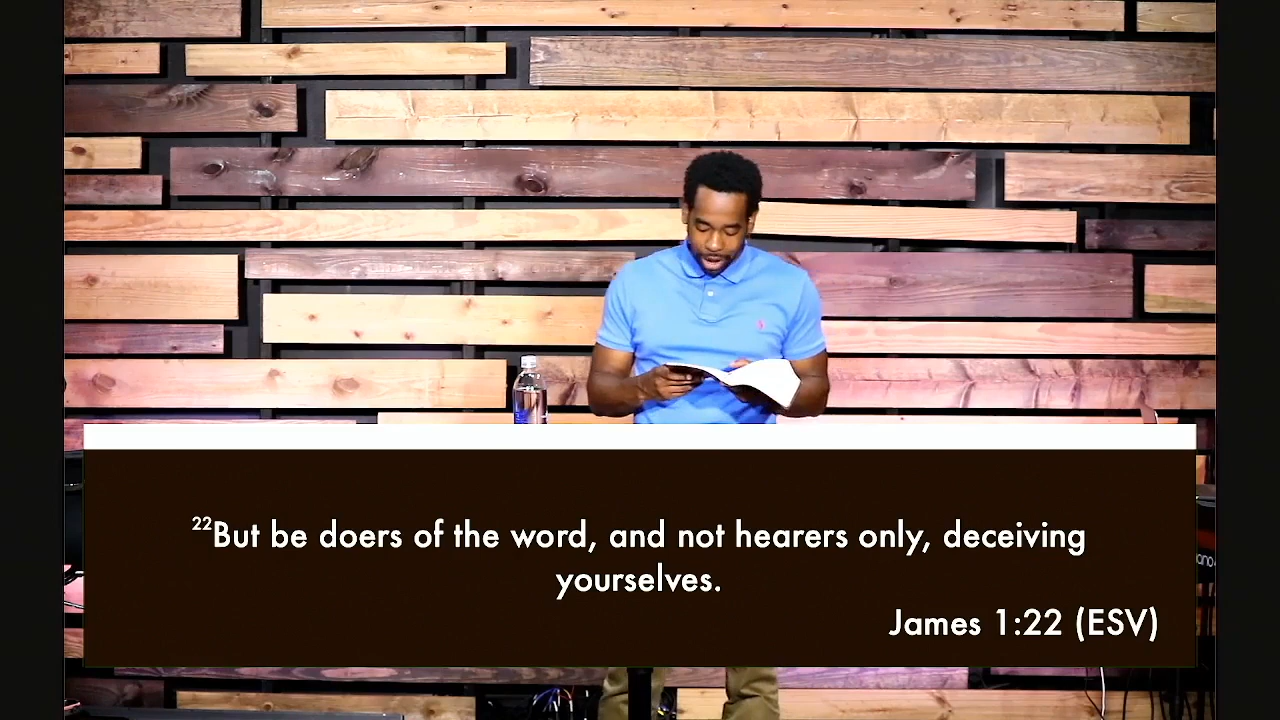 ²²But be doers of the word, and not hearers only, deceiving
yourselves.
James 1:22 (ESV)